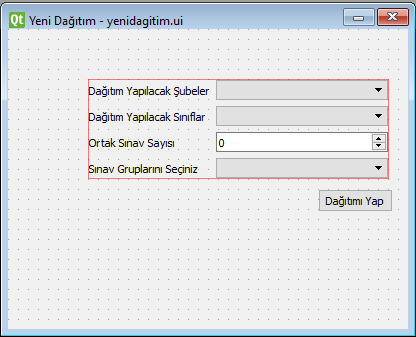 Qt Yeni Dağıtım - yenidagitim.ui
Dağıtım Yapılacak Şubeler
Dağıtım Yapılacak Sınıflar
Ortak Sınav Sayısı 0
Sınav Gruplarını Seçiniz
Dağıtımı Yap